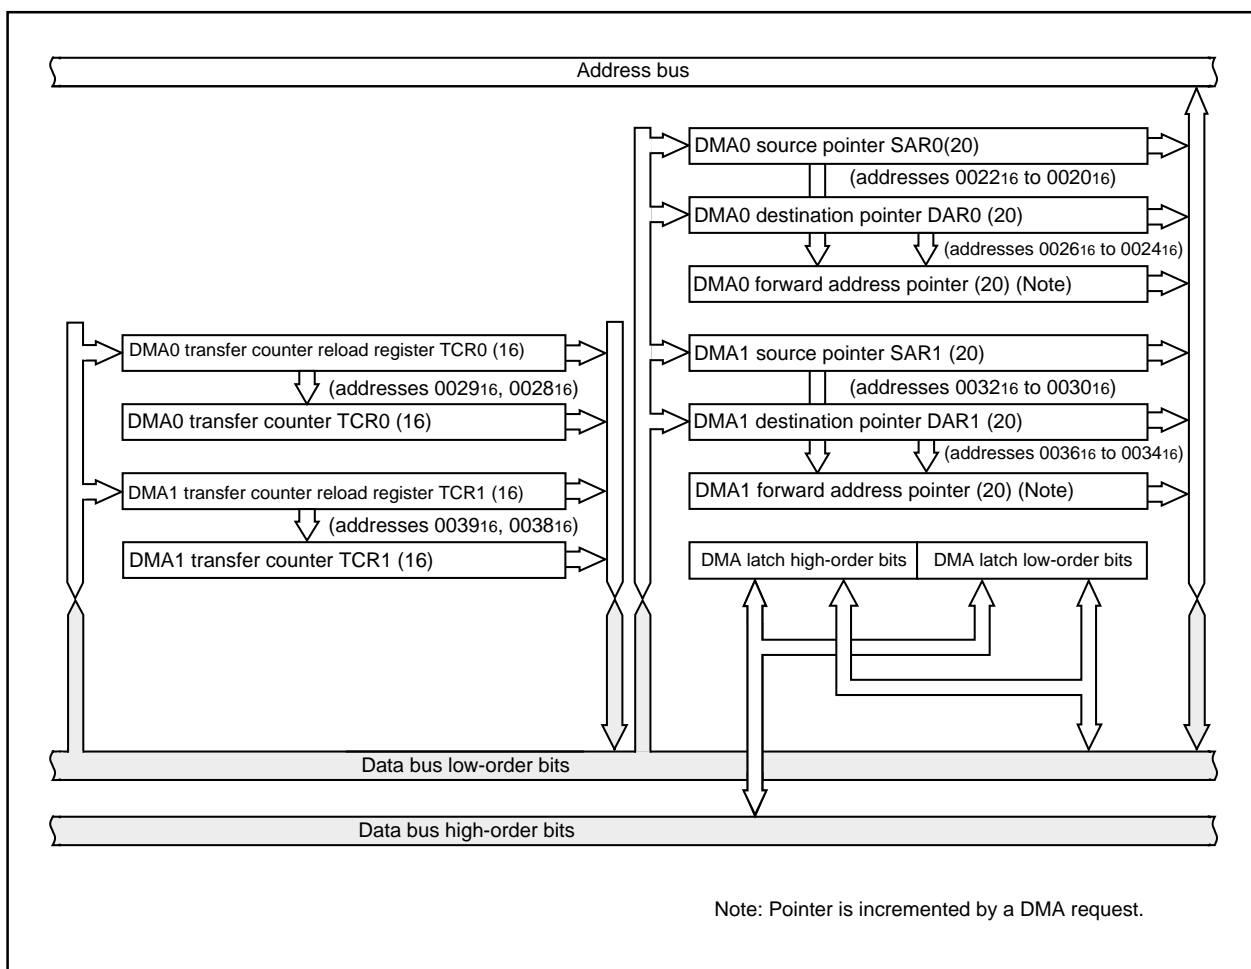 Address bus
DMA0 source pointer SAR0(20)
(addresses 002216 to 002016)
DMA0 destination pointer DAR0 (20)
(addresses 002616 to 002416)
DMA0 forward address pointer (20) (Note)
DMA0 transfer counter reload register TCR0 (16)
(addresses 002916, 002816)
DMA0 transfer counter TCR0 (16)
DMA1 transfer counter reload register TCR1 (16)
(addresses 003916, 003816)
DMA1 transfer counter TCR1 (16)
DMA1 source pointer SAR1 (20)
(addresses 003216 to 003016)
DMA1 destination pointer DAR1 (20)
(addresses 003616 to 003416)
DMA1 forward address pointer (20) (Note)
DMA latch high-order bits
DMA latch low-order bits
Data bus low-order bits
Data bus high-order bits
Note: Pointer is incremented by a DMA request.